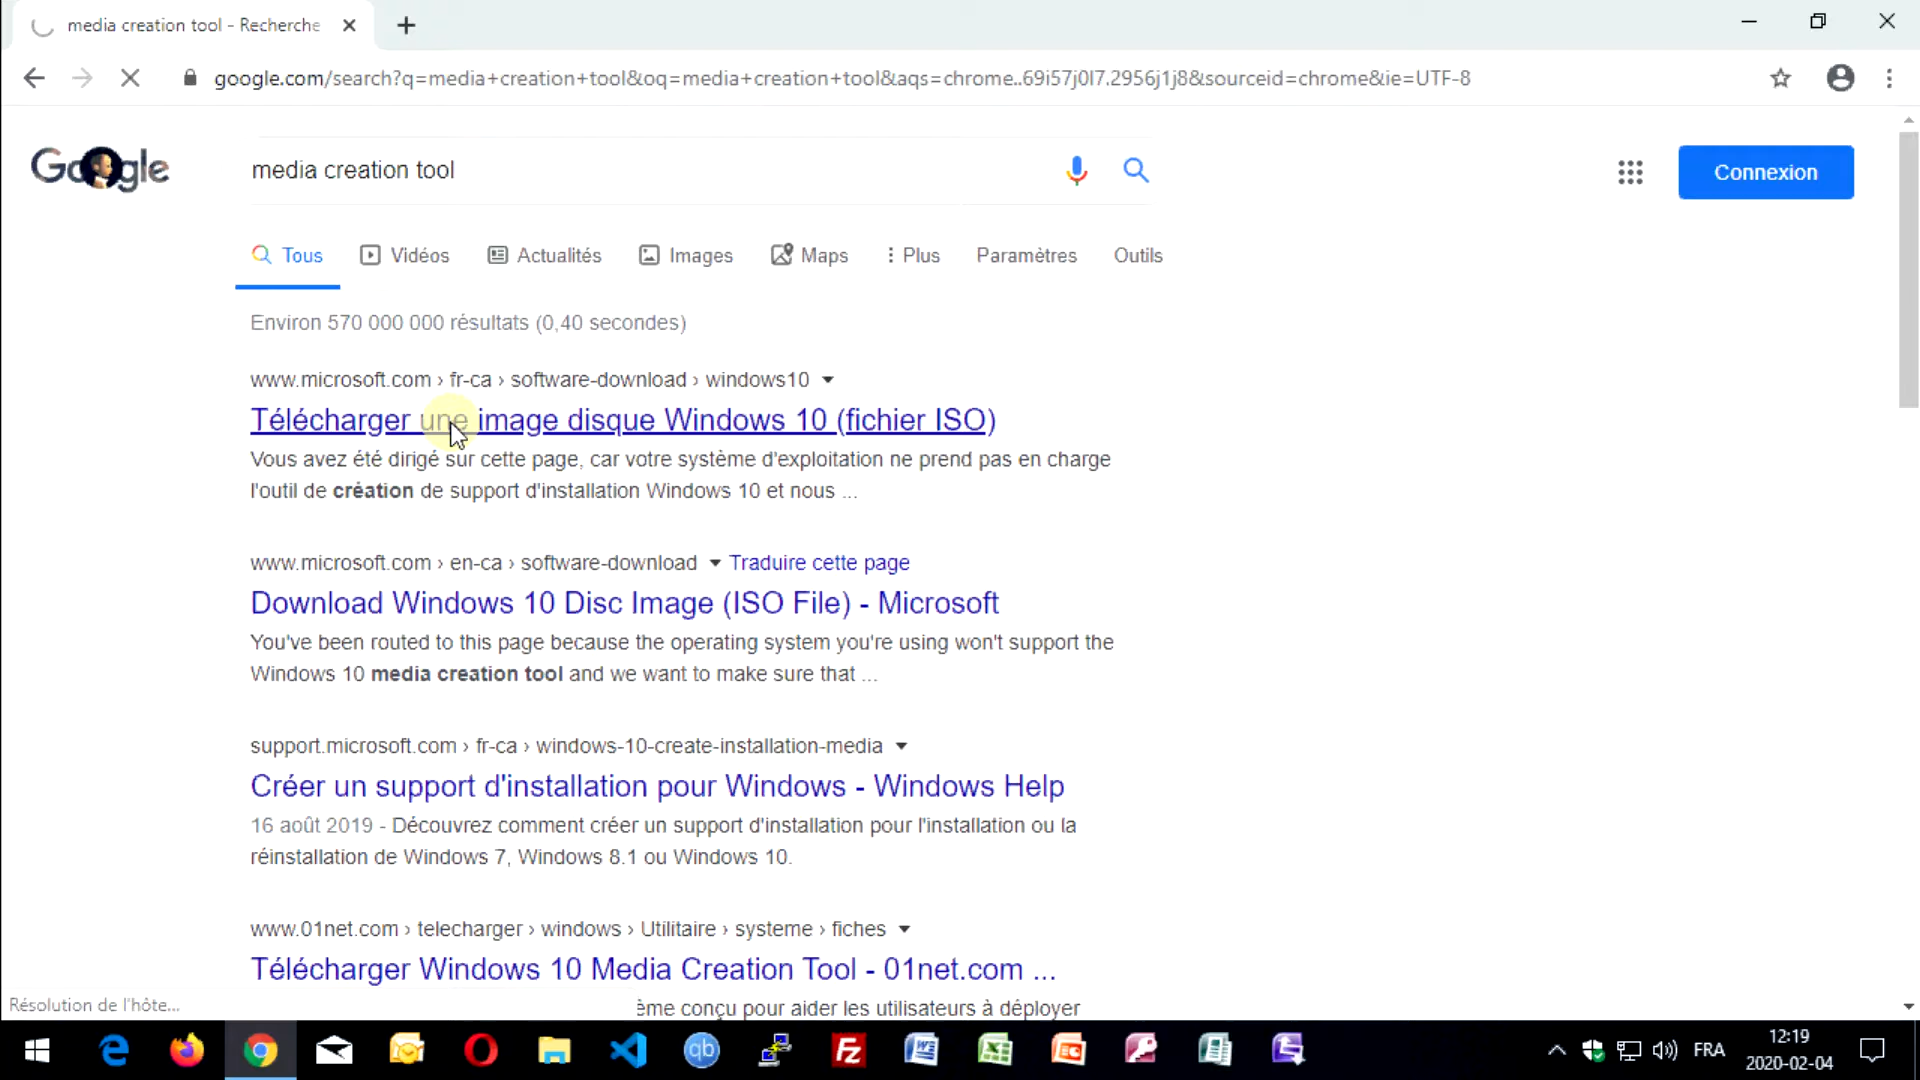 media creation tool - Recherche
google.com/search?q=media+creation+tool&oq=media+creation+tool&aqs=chrome..69i57j0l7.2956j1j8&sourceid=chrome&ie=UTF-8
Google
media creation tool
Connexion
Tous Vidéos Actualités Images Maps Plus Paramètres Outils
Environ 570 000 000 résultats (0,40 secondes)
www.microsoft.com › fr-ca › software-download › windows10
Télécharger une image disque Windows 10 (fichier ISO)
Vous avez été dirigé sur cette page, car votre système d'exploitation ne prend pas en charge
l'outil de création de support d'installation Windows 10 et nous ...
www.microsoft.com › en-ca › software-download Traduire cette page
Download Windows 10 Disc Image (ISO File) - Microsoft
You've been routed to this page because the operating system you're using won't support the
Windows 10 media creation tool and we want to make sure that ...
support.microsoft.com › fr-ca › windows-10-create-installation-media
Créer un support d'installation pour Windows - Windows Help
16 août 2019 - Découvrez comment créer un support d'installation pour l'installation ou la
réinstallation de Windows 7, Windows 8.1 ou Windows 10.
www.01net.com › telecharger › windows › Utilitaire › systeme › fiches
Télécharger Windows 10 Media Creation Tool - 01net.com ...
Résolution de l'hôte...
ème conçu pour aider les utilisateurs à déployer
qb
FZ
FRA
12:19
2020-02-04